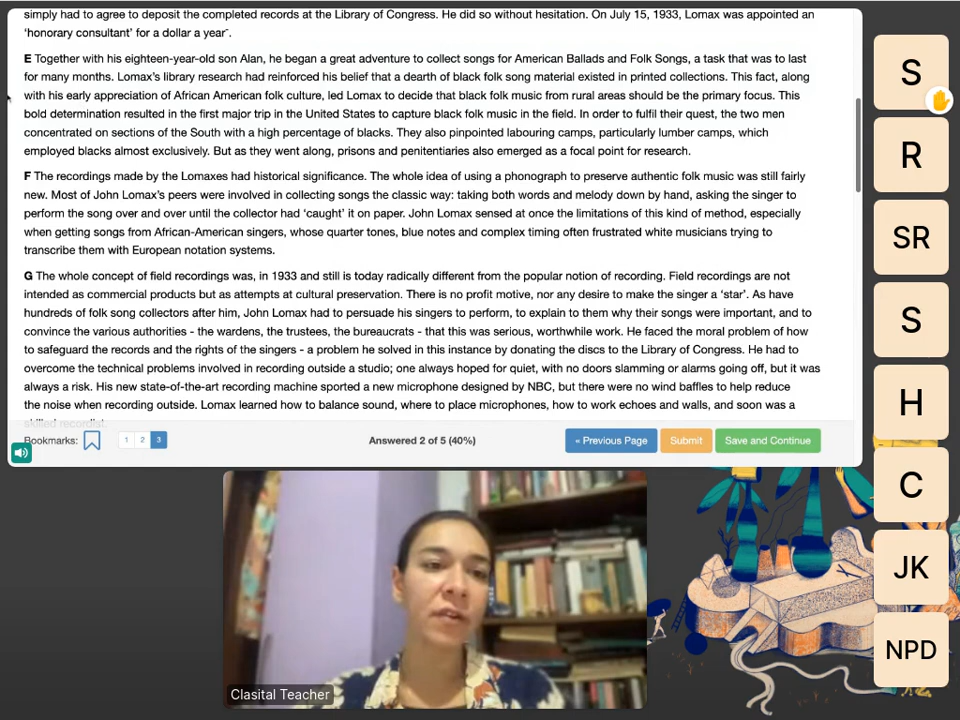 simply had to agree to deposit the completed records at the Library of Congress. He did so without hesitation. On July 15, 1933, Lomax was appointed an
'honorary consultant' for a dollar a year˜.
E Together with his eighteen-year-old son Alan, he began a great adventure to collect songs for American Ballads and Folk Songs, a task that was to last
for many months. Lomax's library research had reinforced his belief that a dearth of black folk song material existed in printed collections. This fact, along
with his early appreciation of African American folk culture, led Lomax to decide that black folk music from rural areas should be the primary focus. This
bold determination resulted in the first major trip in the United States to capture black folk music in the field. In order to fulfil their quest, the two men
concentrated on sections of the South with a high percentage of blacks. They also pinpointed labouring camps, particularly lumber camps, which
employed blacks almost exclusively. But as they went along, prisons and penitentiaries also emerged as a focal point for research.
F The recordings made by the Lomaxes had historical significance. The whole idea of using a phonograph to preserve authentic folk music was still fairly
new. Most of John Lomax's peers were involved in collecting songs the classic way: taking both words and melody down by hand, asking the singer to
perform the song over and over until the collector had 'caught' it on paper. John Lomax sensed at once the limitations of this kind of method, especially
when getting songs from African-American singers, whose quarter tones, blue notes and complex timing often frustrated white musicians trying to
transcribe them with European notation systems.
G The whole concept of field recordings was, in 1933 and still is today radically different from the popular notion of recording. Field recordings are not
intended as commercial products but as attempts at cultural preservation. There is no profit motive, nor any desire to make the singer a 'star'. As have
hundreds of folk song collectors after him, John Lomax had to persuade his singers to perform, to explain to them why their songs were important, and to
convince the various authorities - the wardens, the trustees, the bureaucrats - that this was serious, worthwhile work. He faced the moral problem of how
to safeguard the records and the rights of the singers - a problem he solved in this instance by donating the discs to the Library of Congress. He had to
overcome the technical problems involved in recording outside a studio; one always hoped for quiet, with no doors slamming or alarms going off, but it was
always a risk. His new state-of-the-art recording machine sported a new microphone designed by NBC, but there were no wind baffles to help reduce
the noise when recording outside. Lomax learned how to balance sound, where to place microphones, how to work echoes and walls, and soon was a
skilled recordist.
Bookmarks: 1 2 3 Answered 2 of 5 (40%) « Previous Page Submit Save and Continue
Clasital Teacher
S
R
SR
S
H
C
JK
NPD